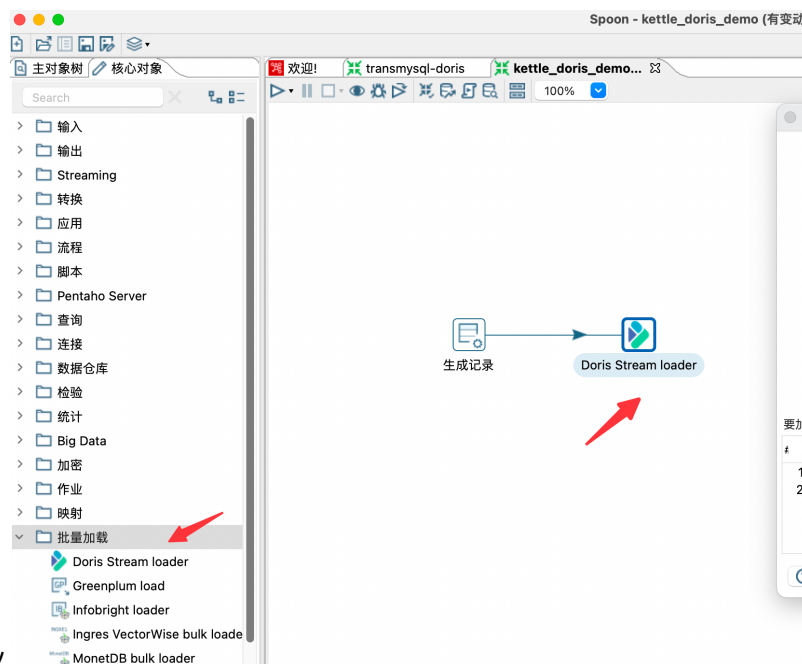 Spoon - kettle_doris_demo (有变动
主对象树 核心对象
欢迎! transmysql-doris kettle_doris_demo...
Search
100%
输入
输出
Streaming
转换
应用
流程
脚本
Pentaho Server
查询
连接
数据仓库
检验
统计
Big Data
加密
作业
映射
批量加载
Doris Stream loader
Greenplum load
Infobright loader
Ingres VectorWise bulk loade
MonetDB bulk loader
生成记录
Doris Stream loader
要加
#
1
2